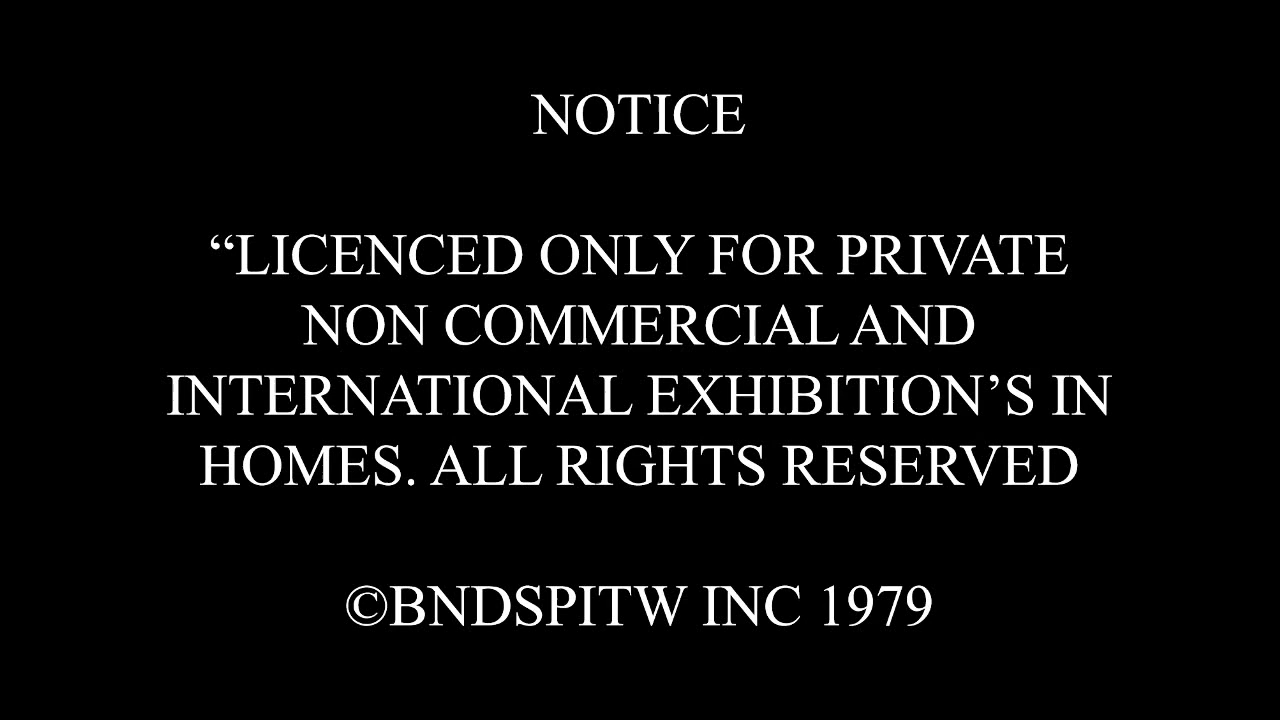 NOTICE
“LICENCED ONLY FOR PRIVATE
NON COMMERCIAL AND
INTERNATIONAL EXHIBITION’S IN
HOMES. ALL RIGHTS RESERVED
©BNDSPITW INC 1979